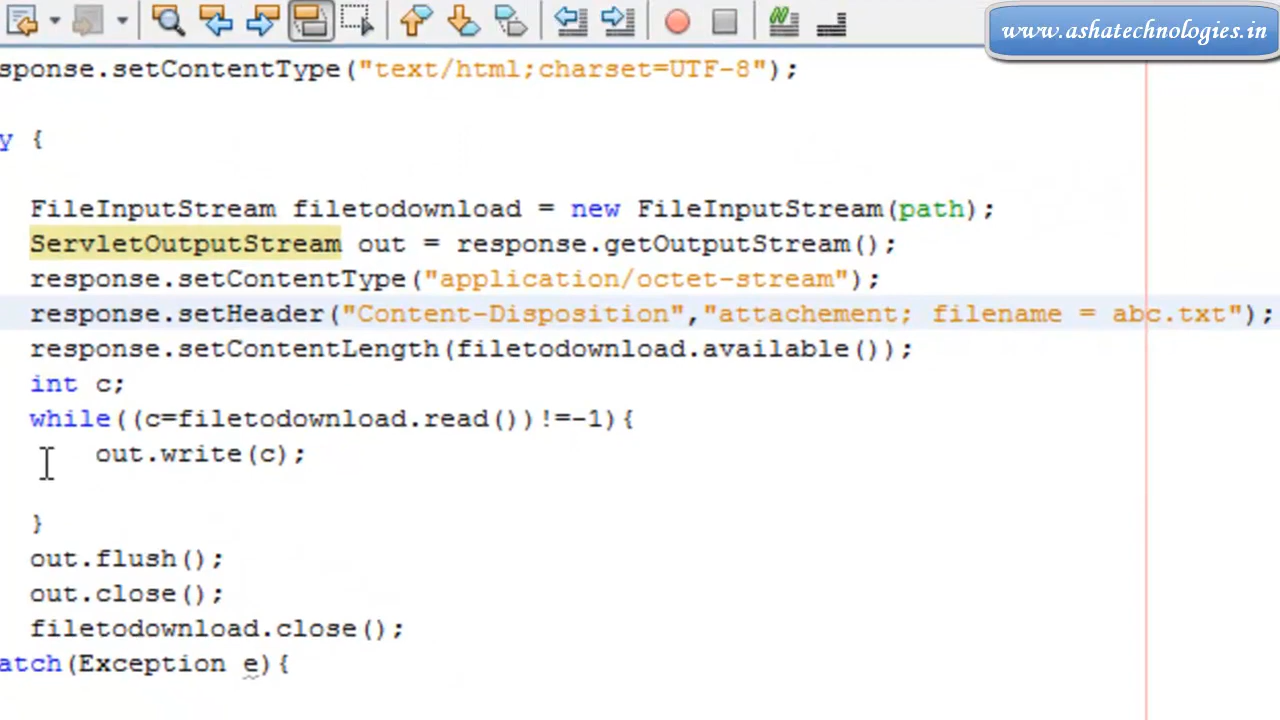 www.ashatechnologies.in
sponse.setContentType("text/html;charset=UTF-8");
y {
FileInputStream filetodownload = new FileInputStream(path);
ServletOutputStream out = response.getOutputStream();
response.setContentType("application/octet-stream");
response.setHeader("Content-Disposition","attachement; filename = abc.txt");
response.setContentLength(filetodownload.available());
int c;
while((c=filetodownload.read())!=-1){
out.write(c);
}
out.flush();
out.close();
filetodownload.close();
atch(Exception e){